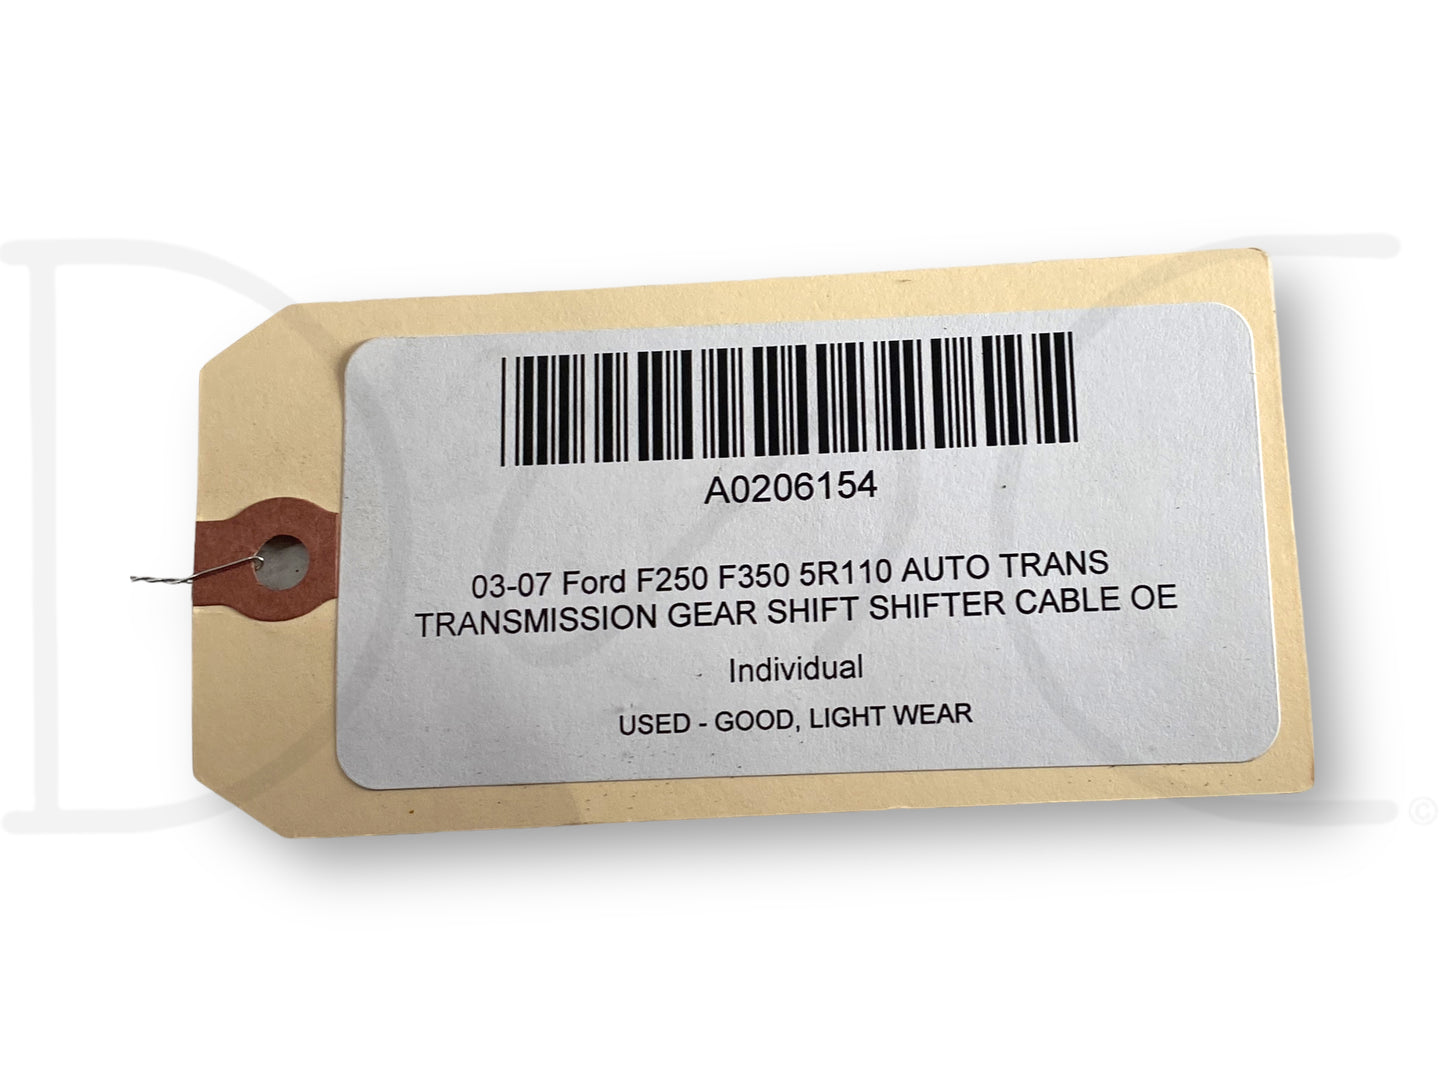 A0206154
03-07 Ford F250 F350 5R110 AUTO TRANS
TRANSMISSION GEAR SHIFT SHIFTER CABLE OE
Individual
USED - GOOD, LIGHT WEAR
©